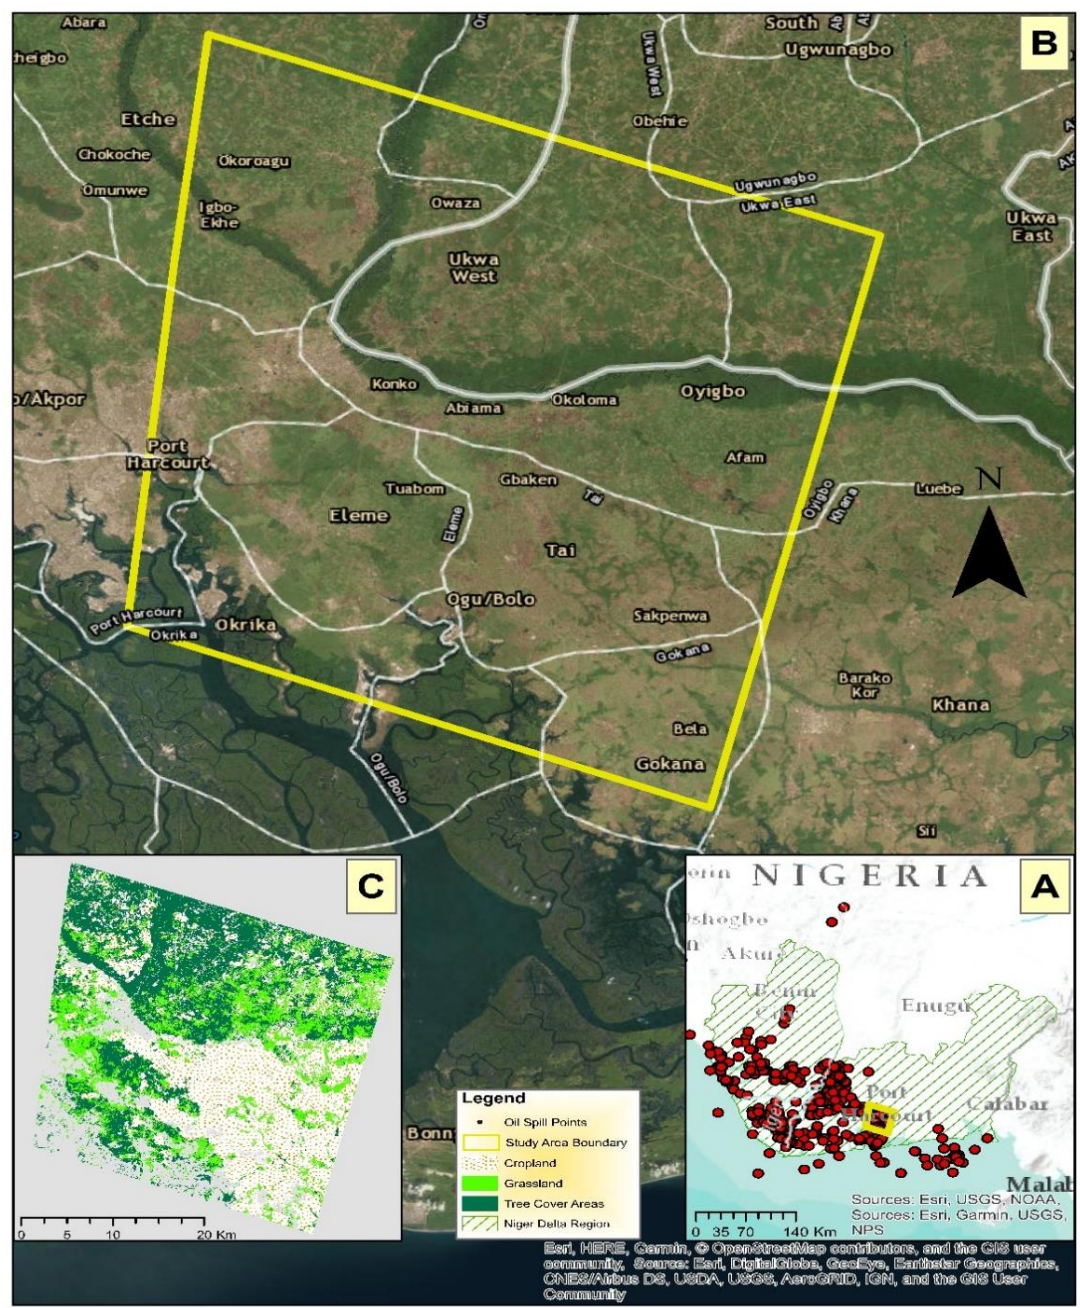 Abara
South
Ugwunagbo
B
heigbo
Ukwa West
Obehie
Etche
Chokoche
Okoroagu
Omunwe
Igbo-
Ekhe
Owaza
Ugwunagbo
Ukwa East
Ukwa
East
Ukwa
West
Konko
Abiama
Okoloma
Oyigbo
o/Akpor
Port
Harcourt
Afam
Tuabom
Gbaken
Tai
Oyigbo
Khana
Luebe
N
Eleme
Eleme
Tai
Ogu/Bolo
Port Harcourt
Okrika
Okrika
Sakpenwa
Gokana
Barako
Kor
Khana
Bela
Gokana
Ogu/Bolo
Sii
C
0 5 10 20 Km
Bonn
Legend
Oil Spill Points
Study Area Boundary
Cropland
Grassland
Tree Cover Areas
Niger Delta Region
A
NIGERIA
orin
shogbo
Akure
Benin
City
Enugu
Port
Harcourt
Calabar
Malab
Sources: Esri, USGS, NOAA,
Sources: Esri, Garmin, USGS,
NPS
0 35 70 140 Km
Esri, HERE, Garmin, © OpenStreetMap contributors, and the GIS user
community, Source: Esri, DigitalGlobe, GeoEye, Earthstar Geographics,
CNES/Airbus DS, USDA, USGS, AeroGRID, IGN, and the GIS User
Community